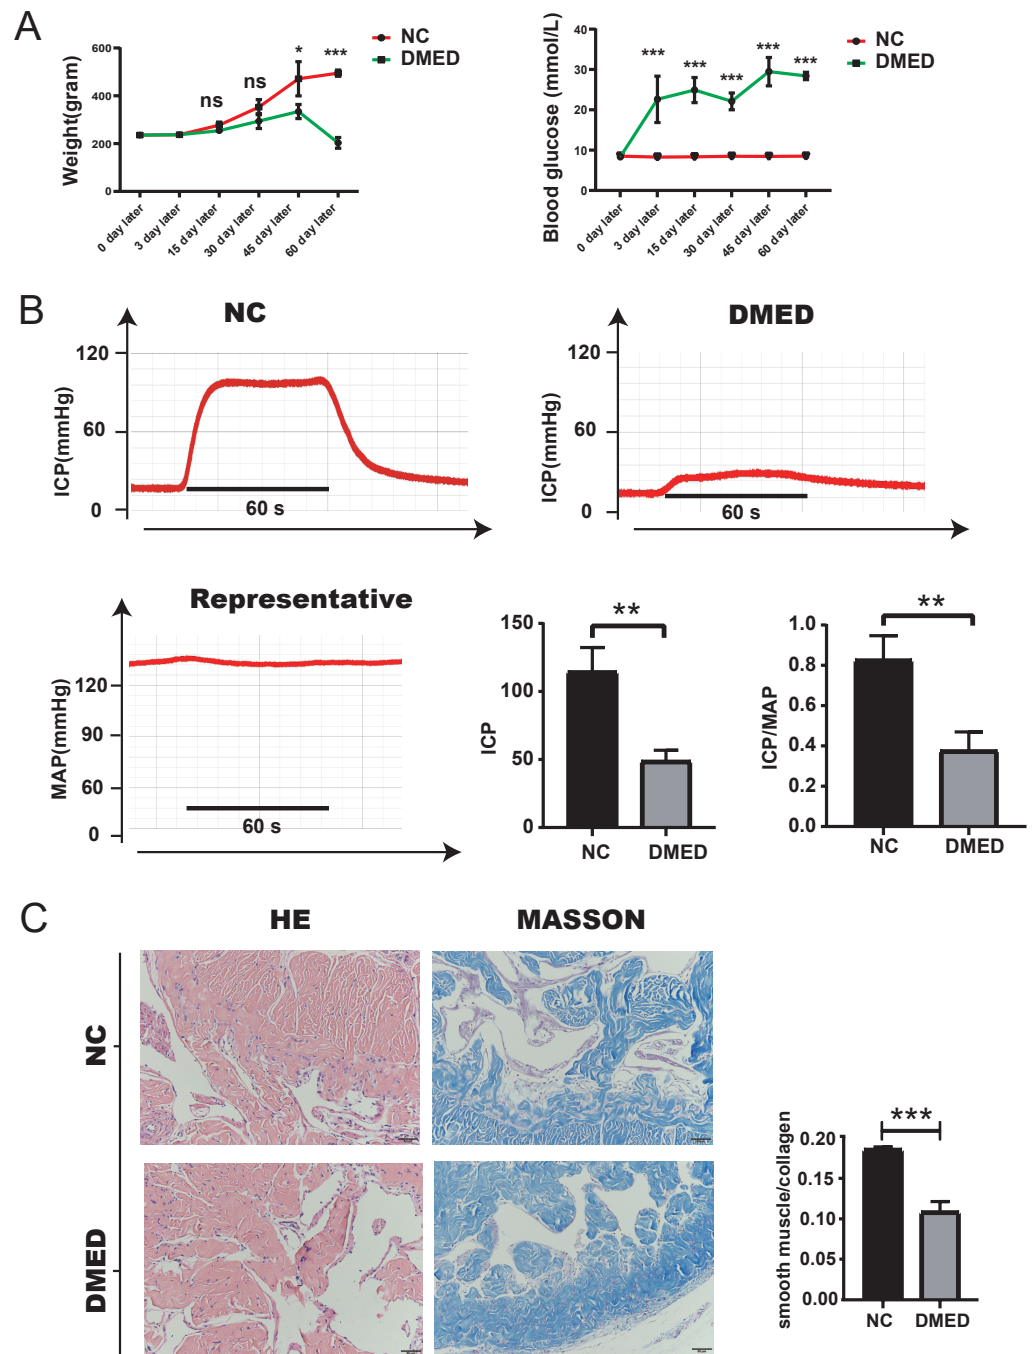 A
NC
DMED
Weight(gram)
600
400
200
0
ns
ns
*
***
0 day later
3 day later
15 day later
30 day later
45 day later
60 day later
NC
DMED
Blood glucose (mmol/L)
40
30
20
10
0
***
***
***
***
***
0 day later
3 day later
15 day later
30 day later
45 day later
60 day later
B
NC
ICP(mmHg)
120
60
0
60 s
DMED
ICP(mmHg)
120
60
0
60 s
Representative
MAP(mmHg)
120
90
60
0
60 s
ICP
150
100
50
0
**
NC
DMED
ICP/MAP
1.0
0.8
0.6
0.4
0.2
0.0
**
NC
DMED
C
HE
MASSON
NC
DMED
smooth muscle/collagen
0.20
0.15
0.10
0.05
0.00
***
NC
DMED